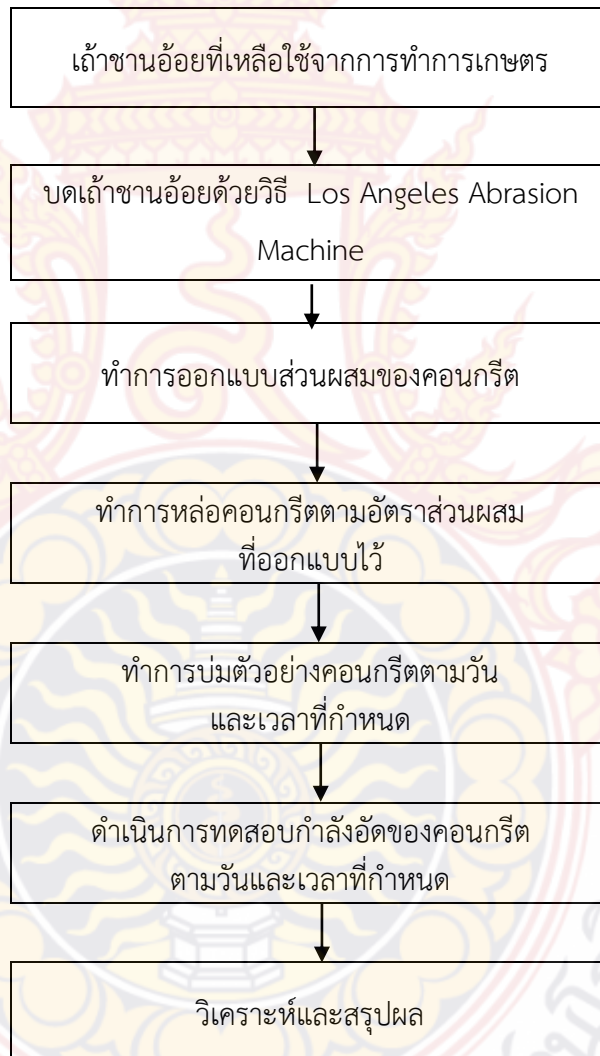 เถ้าชานอ้อยที่เหลือใช้จากการทำการเกษตร
บดเถ้าชานอ้อยด้วยวิธี Los Angeles Abrasion
Machine
ทำการออกแบบส่วนผสมของคอนกรีต
ทำการหล่อคอนกรีตตามอัตราส่วนผสม
ที่ออกแบบไว้
ทำการบ่มตัวอย่างคอนกรีตตามวัน
และเวลาที่กำหนด
ดำเนินการทดสอบกำลังอัดของคอนกรีต
ตามวันและเวลาที่กำหนด
วิเคราะห์และสรุปผล